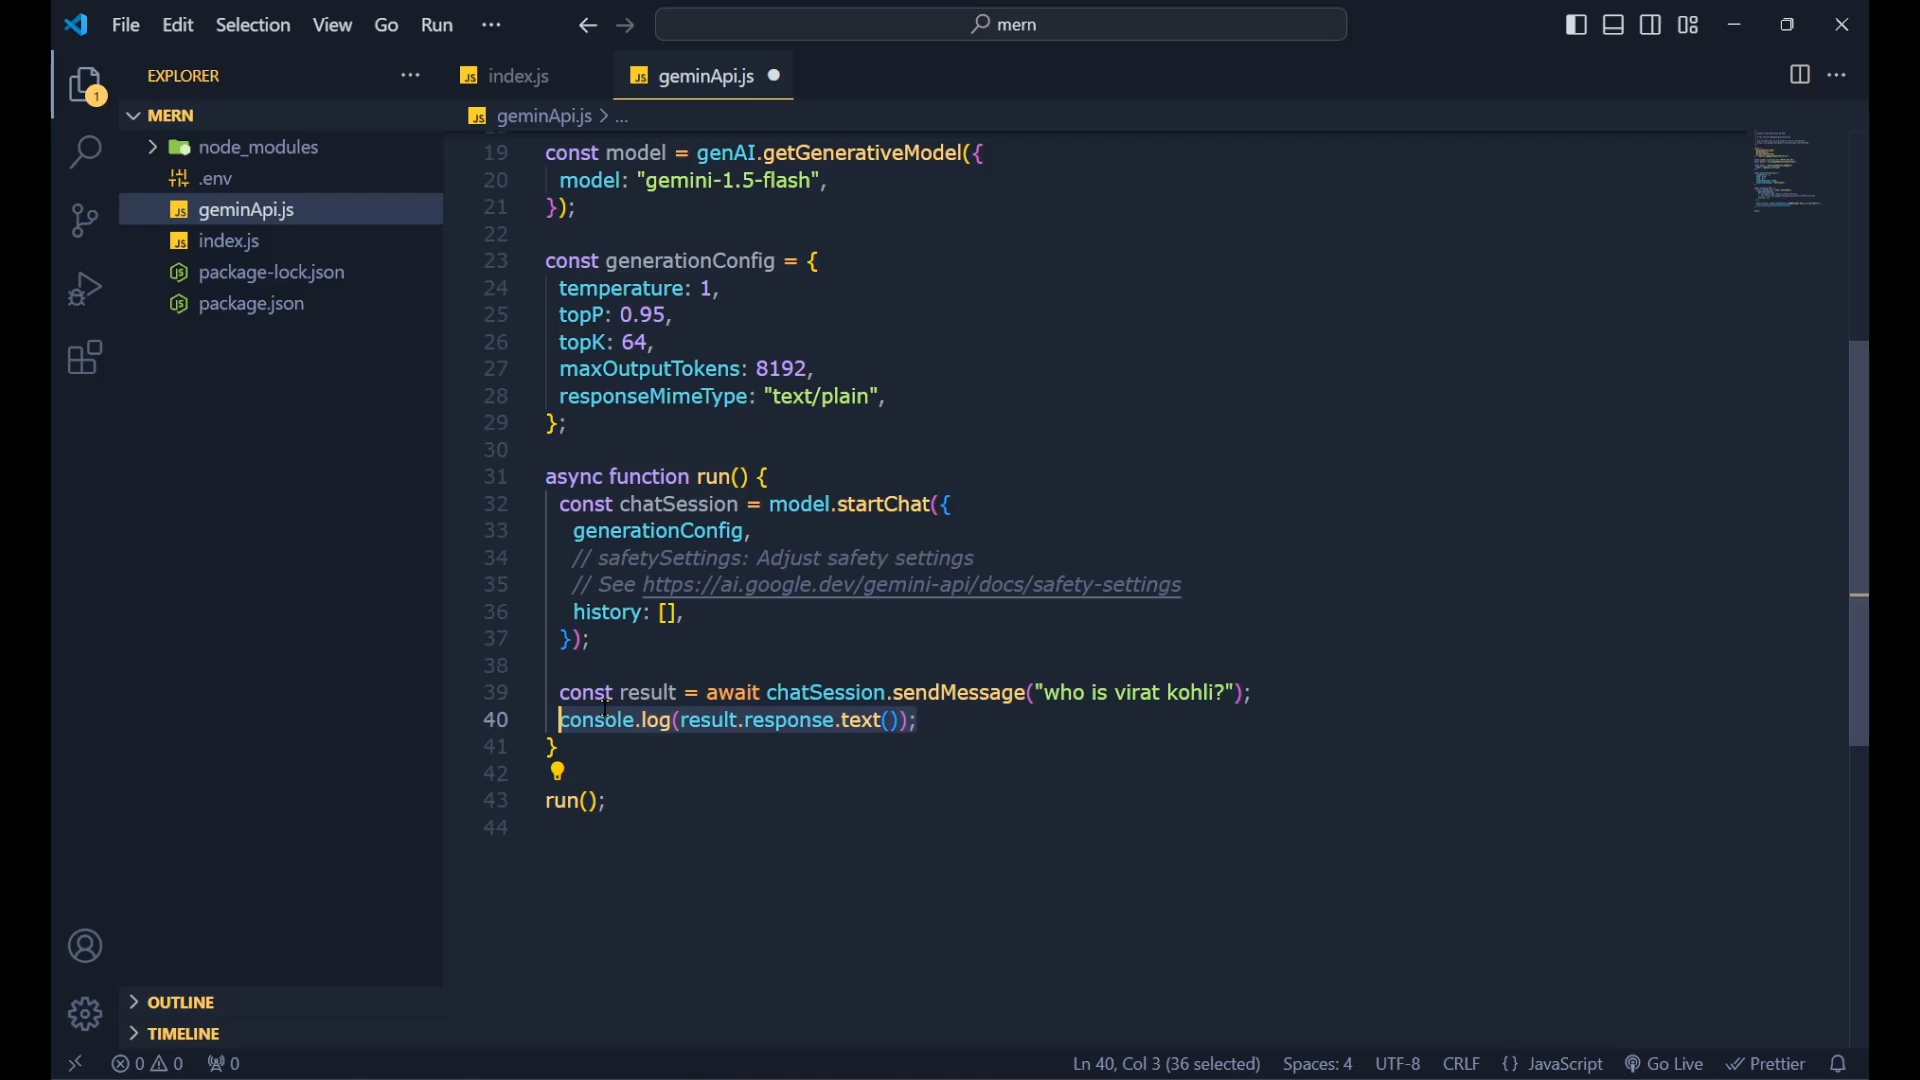 File Edit Selection View Go Run ···
mern
EXPLORER ···
index.js
geminApi.js
MERN
geminApi.js > ...
node_modules
.env
geminApi.js
index.js
package-lock.json
package.json
1
19 const model = genAI.getGenerativeModel({
20 model: "gemini-1.5-flash",
21 });
22
23 const generationConfig = {
24 temperature: 1,
25 topP: 0.95,
26 topK: 64,
27 maxOutputTokens: 8192,
28 responseMimeType: "text/plain",
29 };
30
31 async function run() {
32 const chatSession = model.startChat({
33 generationConfig,
34 // safetySettings: Adjust safety settings
35 // See https://ai.google.dev/gemini-api/docs/safety-settings
36 history: [],
37 });
38
39 const result = await chatSession.sendMessage("who is virat kohli?");
40 console.log(result.response.text());
41 }
42
43 run();
44
OUTLINE
TIMELINE
0 0 0
Ln 40, Col 3 (36 selected) Spaces: 4 UTF-8 CRLF {} JavaScript Go Live Prettier